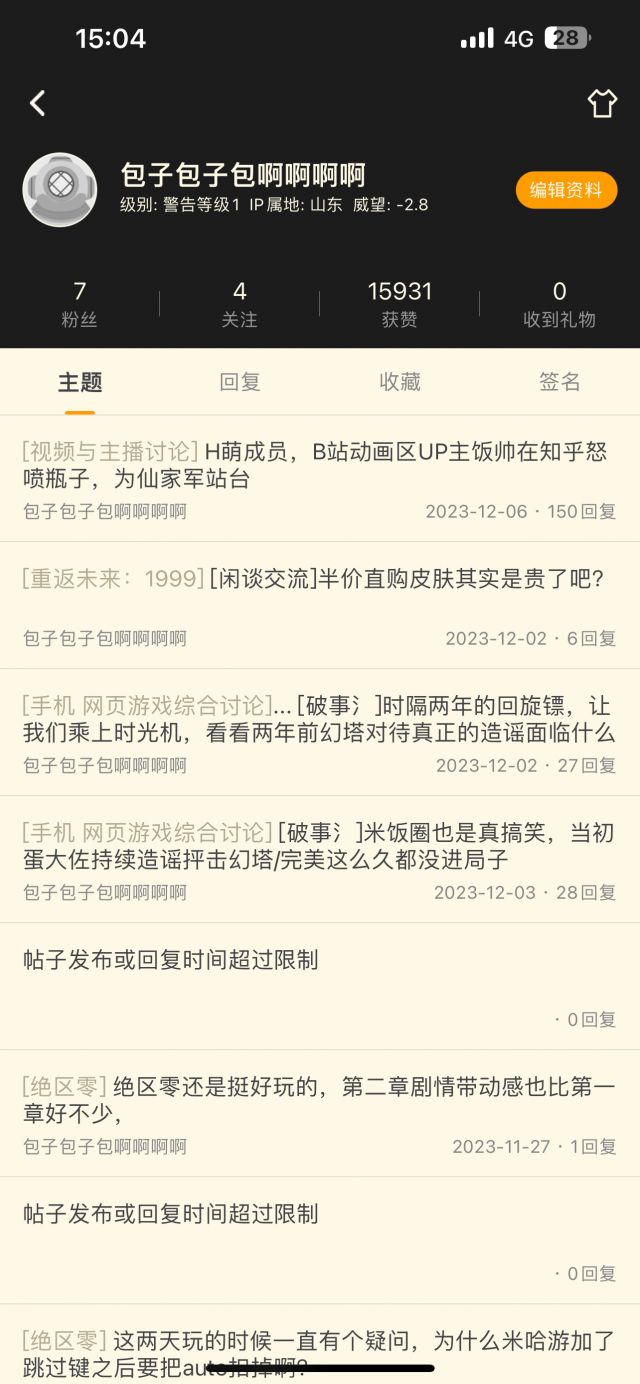 15:04
4G 28
包子包子包啊啊啊啊
级别: 警告等级1 IP属地: 山东 威望: -2.8
编辑资料
7 4 15931 0
粉丝 关注 获赞 收到礼物
主题 回复 收藏 签名
[视频与主播讨论] H萌成员，B站动画区UP主饭帅在知乎怒
喷瓶子，为仙家军站台
包子包子包啊啊啊啊 2023-12-06 · 150回复
[重返未来：1999] [闲谈交流]半价直购皮肤其实是贵了吧?
包子包子包啊啊啊啊 2023-12-02 · 6回复
[手机 网页游戏综合讨论]... [破事氵]时隔两年的回旋镖，让
我们乘上时光机，看看两年前幻塔对待真正的造谣面临什么
包子包子包啊啊啊啊 2023-12-02 · 27回复
[手机 网页游戏综合讨论] [破事氵]米饭圈也是真搞笑，当初
蛋大佐持续造谣抨击幻塔/完美这么久都没进局子
包子包子包啊啊啊啊 2023-12-03 · 28回复
帖子发布或回复时间超过限制
· 0回复
[绝区零] 绝区零还是挺好玩的，第二章剧情带动感也比第一
章好不少，
包子包子包啊啊啊啊 2023-11-27 · 1回复
帖子发布或回复时间超过限制
· 0回复
[绝区零] 这两天玩的时候一直有个疑问，为什么米哈游加了
跳过键之后要把auto扣掉啊?